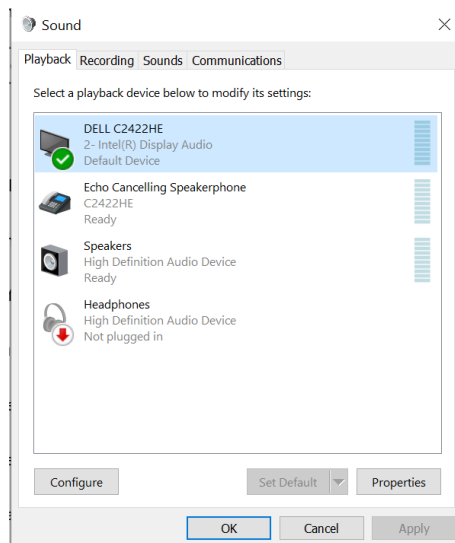 Sound
Playback Recording Sounds Communications
Select a playback device below to modify its settings:
DELL C2422HE
2- Intel(R) Display Audio
Default Device
Echo Cancelling Speakerphone
C2422HE
Ready
Speakers
High Definition Audio Device
Ready
Headphones
High Definition Audio Device
Not plugged in
Configure Set Default Properties
OK Cancel Apply